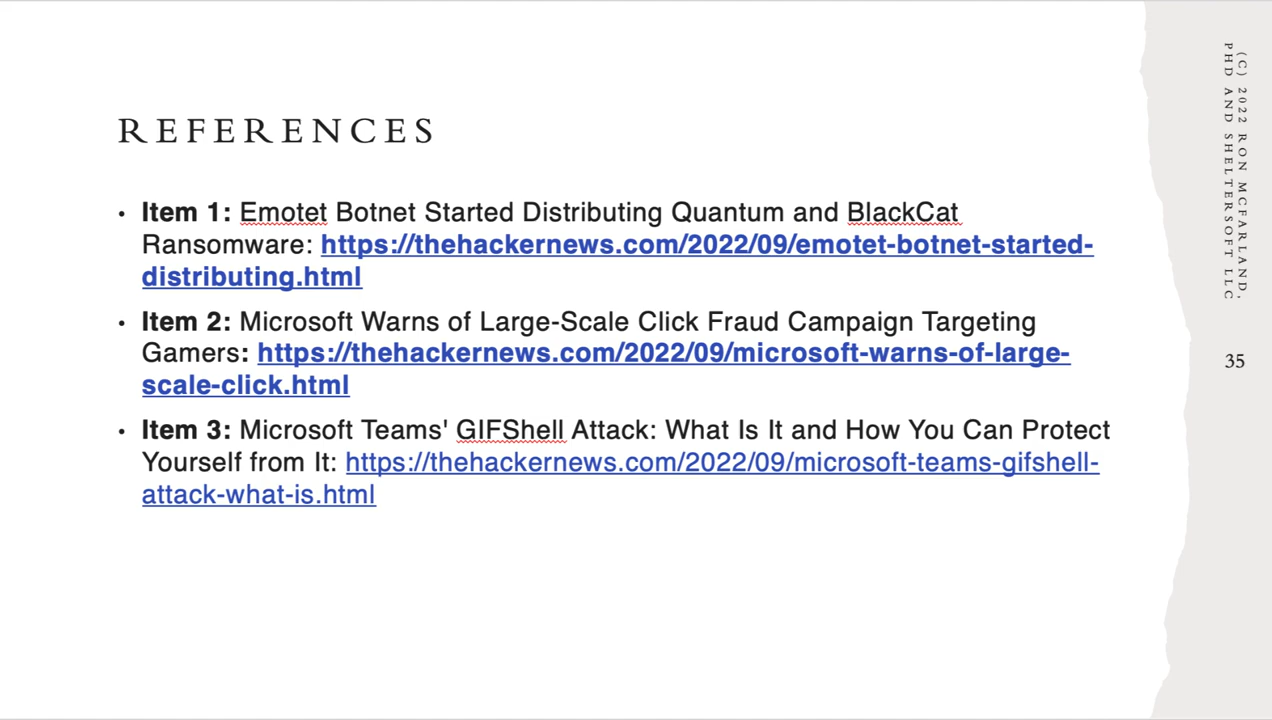 REFERENCES
• Item 1: Emotet Botnet Started Distributing Quantum and BlackCat
Ransomware: https://thehackernews.com/2022/09/emotet-botnet-started-
distributing.html
• Item 2: Microsoft Warns of Large-Scale Click Fraud Campaign Targeting
Gamers: https://thehackernews.com/2022/09/microsoft-warns-of-large-
scale-click.html
• Item 3: Microsoft Teams' GIFShell Attack: What Is It and How You Can Protect
Yourself from It: https://thehackernews.com/2022/09/microsoft-teams-gifshell-
attack-what-is.html
(C) 2022 RON MCFARLAND,
PHD AND SHELTERSOFT LLC
35